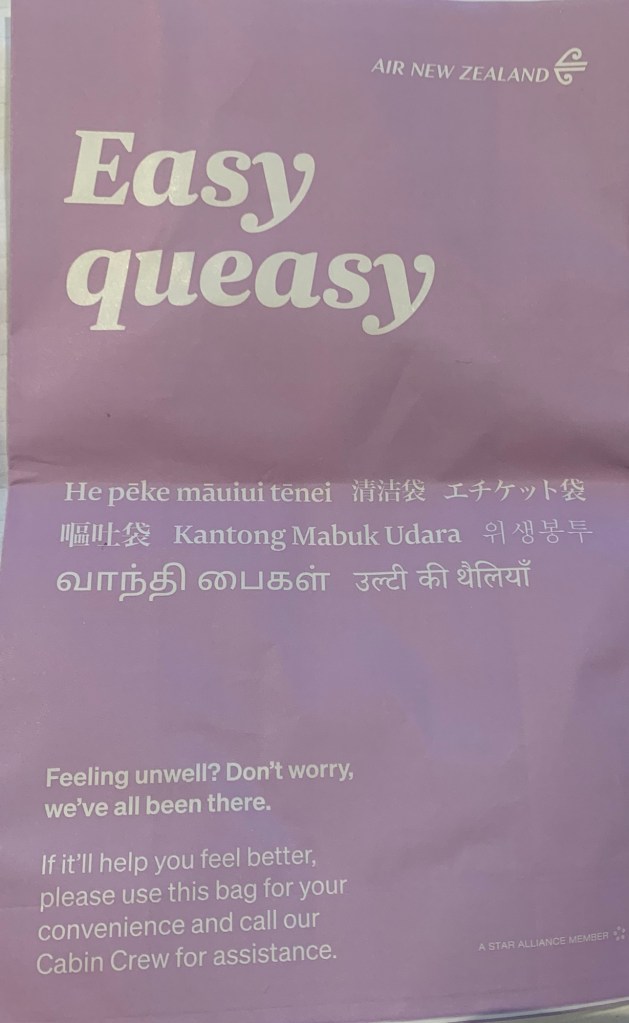 AIR NEW ZEALAND
Easy
queasy
He pēke māuiui tēnei 清洁袋 エチケット袋
嘔吐袋 Kantong Mabuk Udara 위생봉투
வாந்தி பைகள் उल्टी की थैलियाँ
Feeling unwell? Don’t worry,
we’ve all been there.
If it’ll help you feel better,
please use this bag for your
convenience and call our
Cabin Crew for assistance.
A STAR ALLIANCE MEMBER